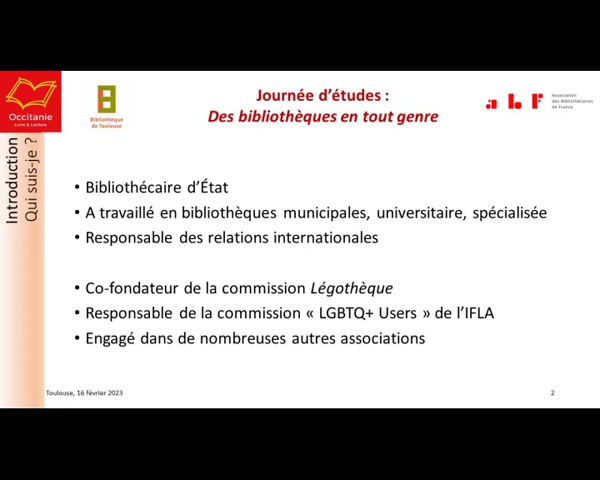 Occitanie
Livre & Lecture
Bibliothèque
de Toulouse
Journée d'études :
Des bibliothèques en tout genre
abf
Association
des Bibliothécaires
de France
Introduction
Qui suis-je ?
• Bibliothécaire d'État
• A travaillé en bibliothèques municipales, universitaire, spécialisée
• Responsable des relations internationales
• Co-fondateur de la commission Légothèque
• Responsable de la commission « LGBTQ+ Users » de l'IFLA
• Engagé dans de nombreuses autres associations
Toulouse, 16 février 2023
2